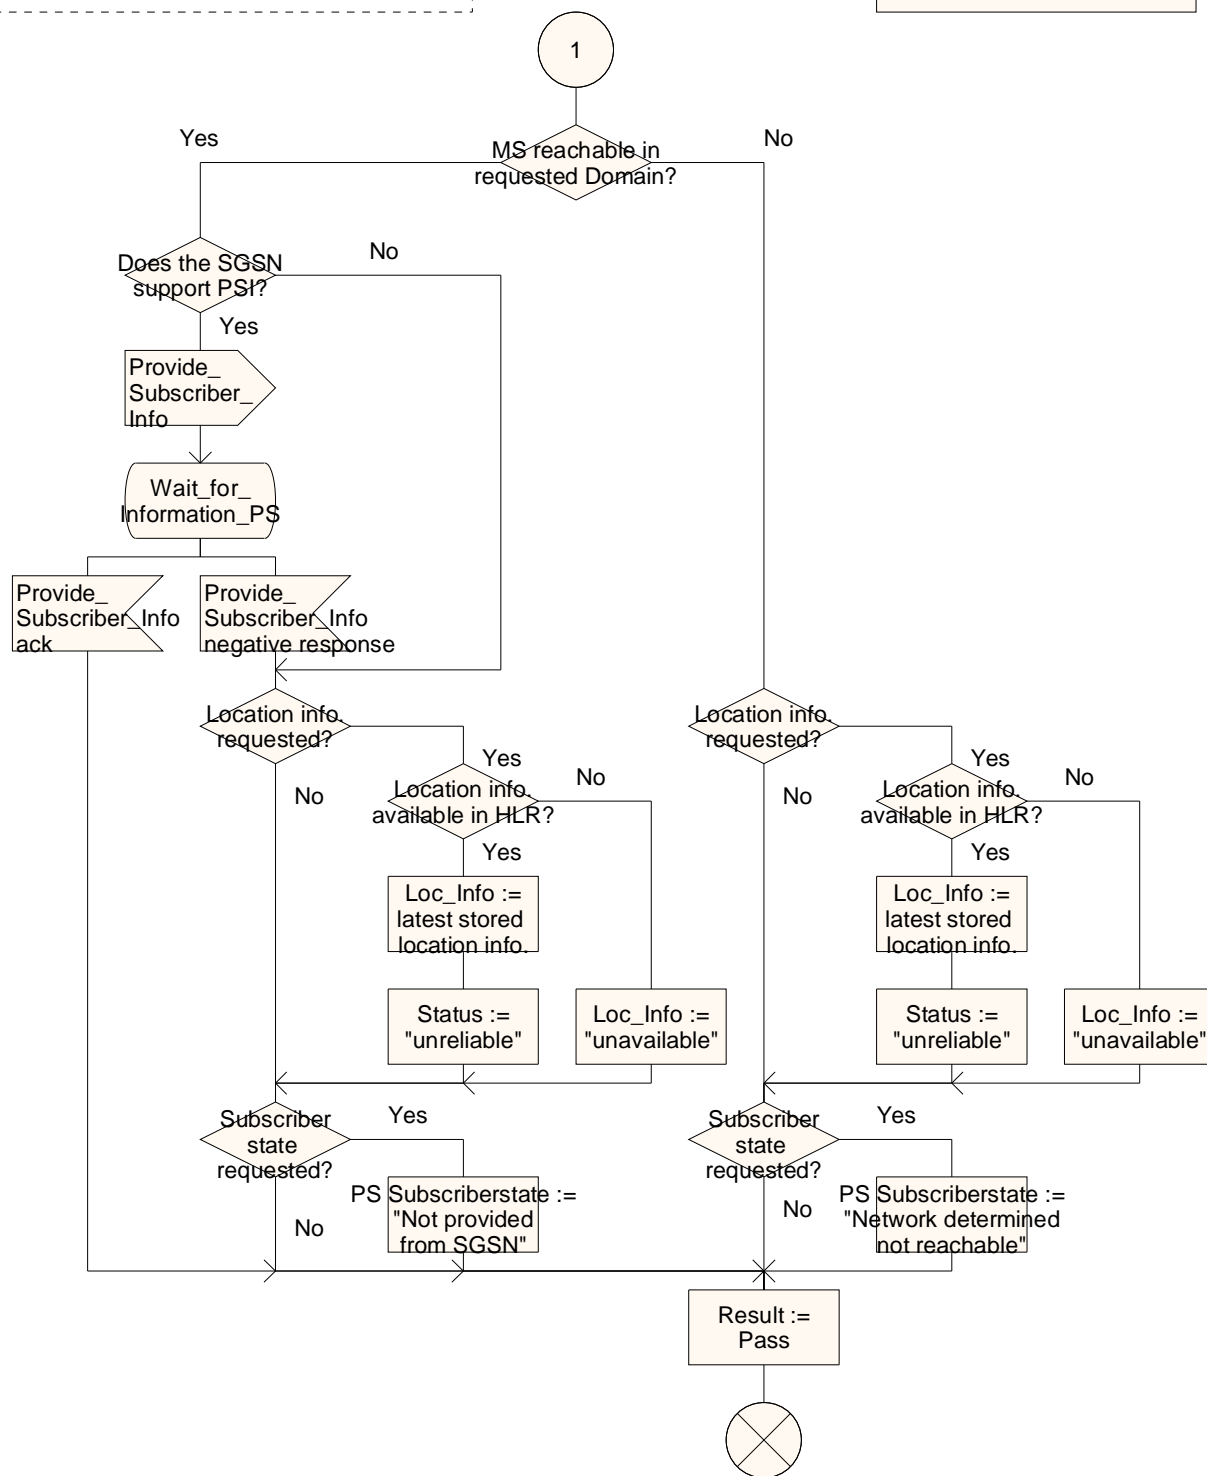 1
Yes
MS reachable in
requested Domain?
No
Does the SGSN
support PSI?
No
Yes
Provide_
Subscriber_
Info
Wait_for_
Information_PS
Provide_
Subscriber_Info
ack
Provide_
Subscriber_Info
negative response
Location info.
requested?
Yes
No
Location info.
available in HLR?
No
Yes
Loc_Info :=
latest stored
location info.
Status :=
"unreliable"
Loc_Info :=
"unavailable"
Location info.
requested?
Yes
No
Location info.
available in HLR?
No
Yes
Loc_Info :=
latest stored
location info.
Status :=
"unreliable"
Loc_Info :=
"unavailable"
Subscriber
state
requested?
Yes
No
PS Subscriberstate :=
"Not provided
from SGSN"
Subscriber
state
requested?
Yes
No
PS Subscriberstate :=
"Network determined
not reachable"
Result :=
Pass